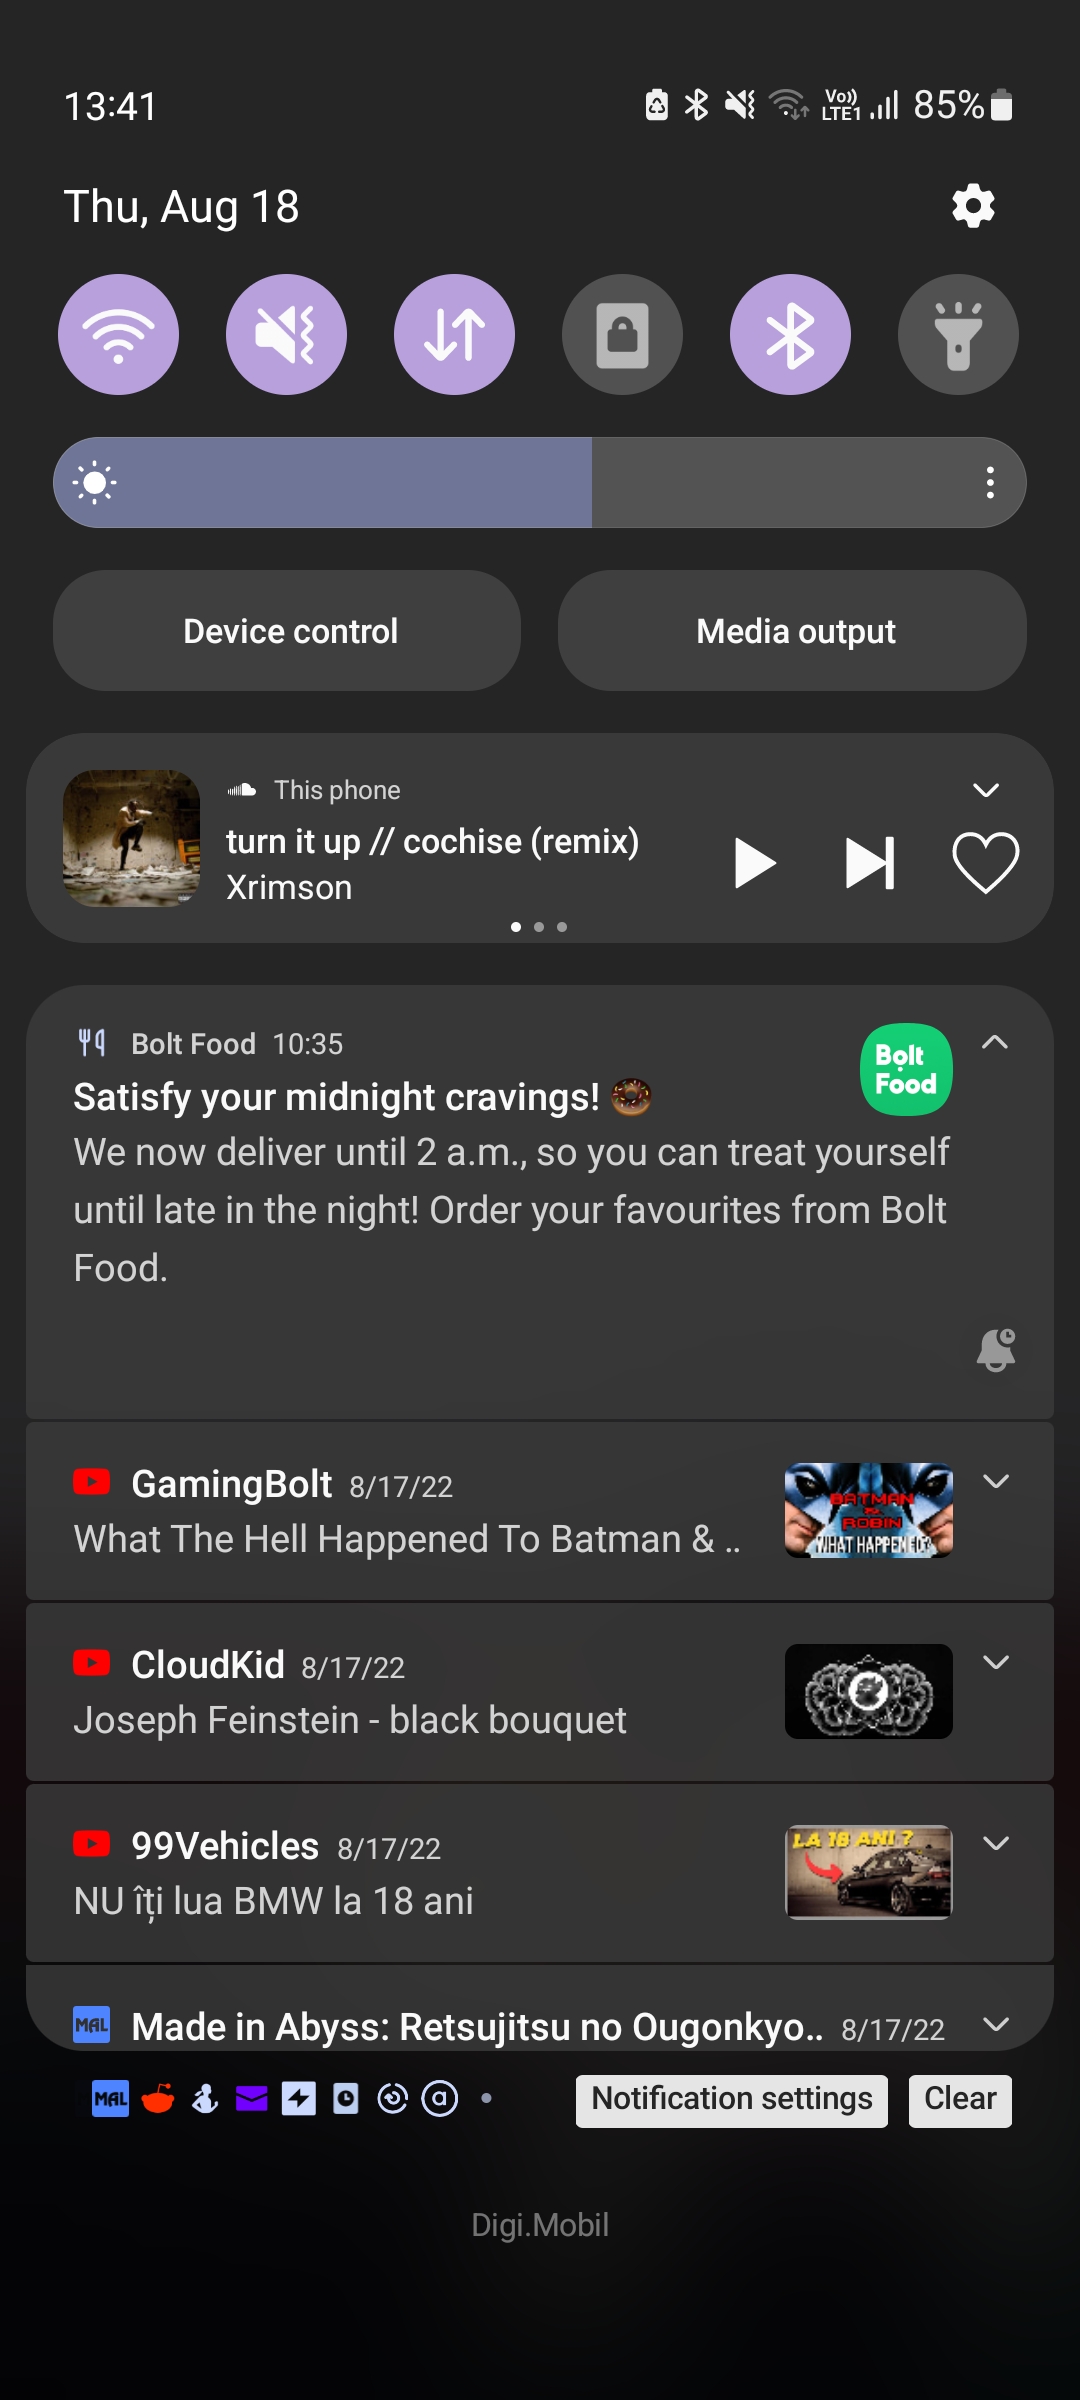 13:41
Vo)) LTE1 85%
Thu, Aug 18
Device control
Media output
This phone
turn it up // cochise (remix)
Xrimson
Bolt Food 10:35
Bolt Food
Satisfy your midnight cravings!
We now deliver until 2 a.m., so you can treat yourself
until late in the night! Order your favourites from Bolt
Food.
GamingBolt 8/17/22
What The Hell Happened To Batman & ..
BATMAN
&
ROBIN
WHAT HAPPENED?
CloudKid 8/17/22
Joseph Feinstein - black bouquet
99Vehicles 8/17/22
NU îți lua BMW la 18 ani
LA 18 ANI ?
MAL Made in Abyss: Retsujitsu no Ougonkyo.. 8/17/22
MAL
Notification settings
Clear
Digi.Mobil